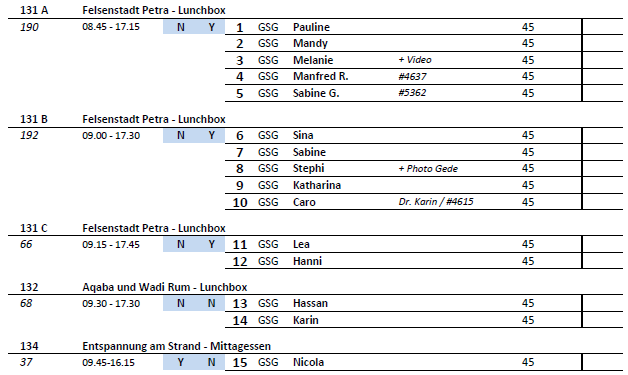 131 A Felsenstadt Petra - Lunchbox
190 08.45 - 17.15 N Y 1 GSG Pauline 45
2 GSG Mandy 45
3 GSG Melanie + Video 45
4 GSG Manfred R. #4637 45
5 GSG Sabine G. #5362 45
131 B Felsenstadt Petra - Lunchbox
192 09.00 - 17.30 N Y 6 GSG Sina 45
7 GSG Sabine 45
8 GSG Stephi + Photo Gede 45
9 GSG Katharina 45
10 GSG Caro Dr. Karin / #4615 45
131 C Felsenstadt Petra - Lunchbox
66 09.15 - 17.45 N Y 11 GSG Lea 45
12 GSG Hanni 45
132 Aqaba und Wadi Rum - Lunchbox
68 09.30 - 17.30 N N 13 GSG Hassan 45
14 GSG Karin 45
134 Entspannung am Strand - Mittagessen
37 09.45-16.15 Y N 15 GSG Nicola 45